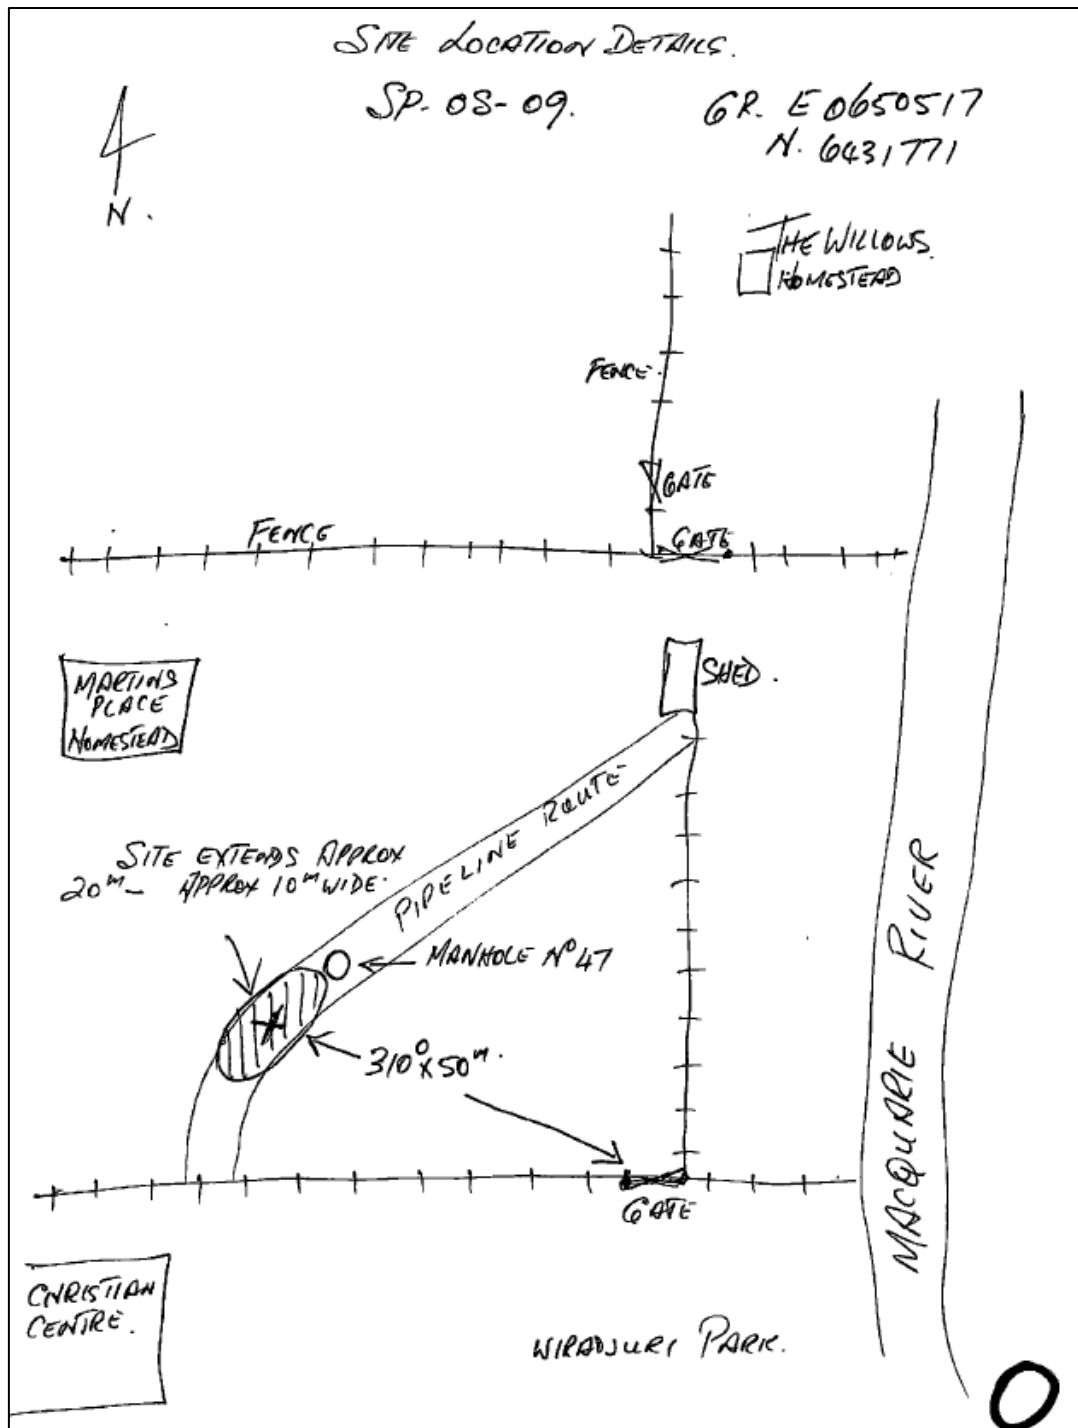 SITE LOCATION DETAILS.
SP-OS-09.
GR. E 0650517
N. 6431771
N.
THE WILLOWS.
HOMESTEAD
FENCE.
GATE
FENCE
GATE
MARTINS
PLACE
HOMESTEAD
SHED.
PIPELINE ROUTE
SITE EXTENDS APPROX
20m - APPROX 10m WIDE.
MANHOLE No 47
310° x 50m.
GATE
MACQUARIE RIVER
CHRISTIAN
CENTRE.
WIRADJURI PARK.